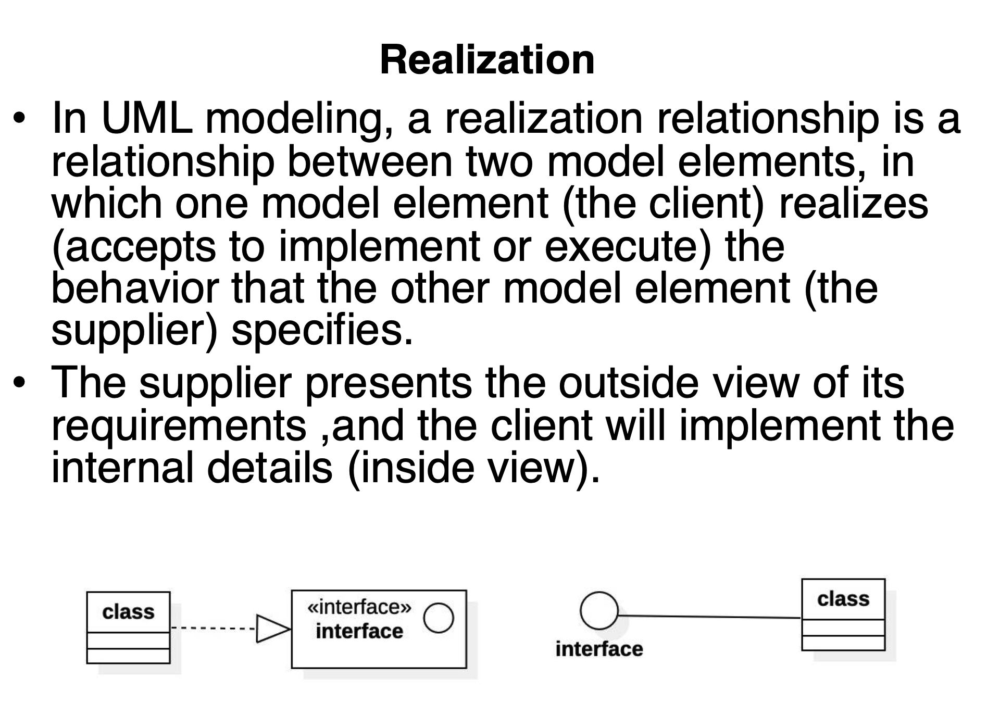 Realization
• In UML modeling, a realization relationship is a
relationship between two model elements, in
which one model element (the client) realizes
(accepts to implement or execute) the
behavior that the other model element (the
supplier) specifies.
• The supplier presents the outside view of its
requirements ,and the client will implement the
internal details (inside view).
class
«interface»
interface
interface
class